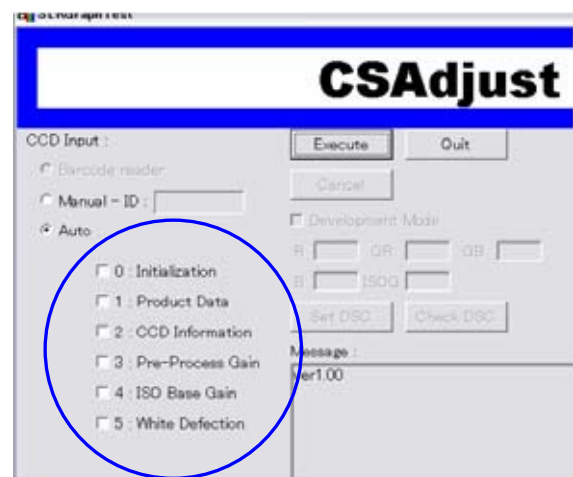 CSAdjust
CCD Input :
Execute
Quit
Barcode reader
Cancel
Manual - ID :
Development Mode
Auto
R
GR
GB
0 : Initialization
B
ISOG
1 : Product Data
Set DSC
Check DSC
2 : CCD Information
Message :
3 : Pre-Process Gain
ver1.00
4 : ISO Base Gain
5 : White Defection